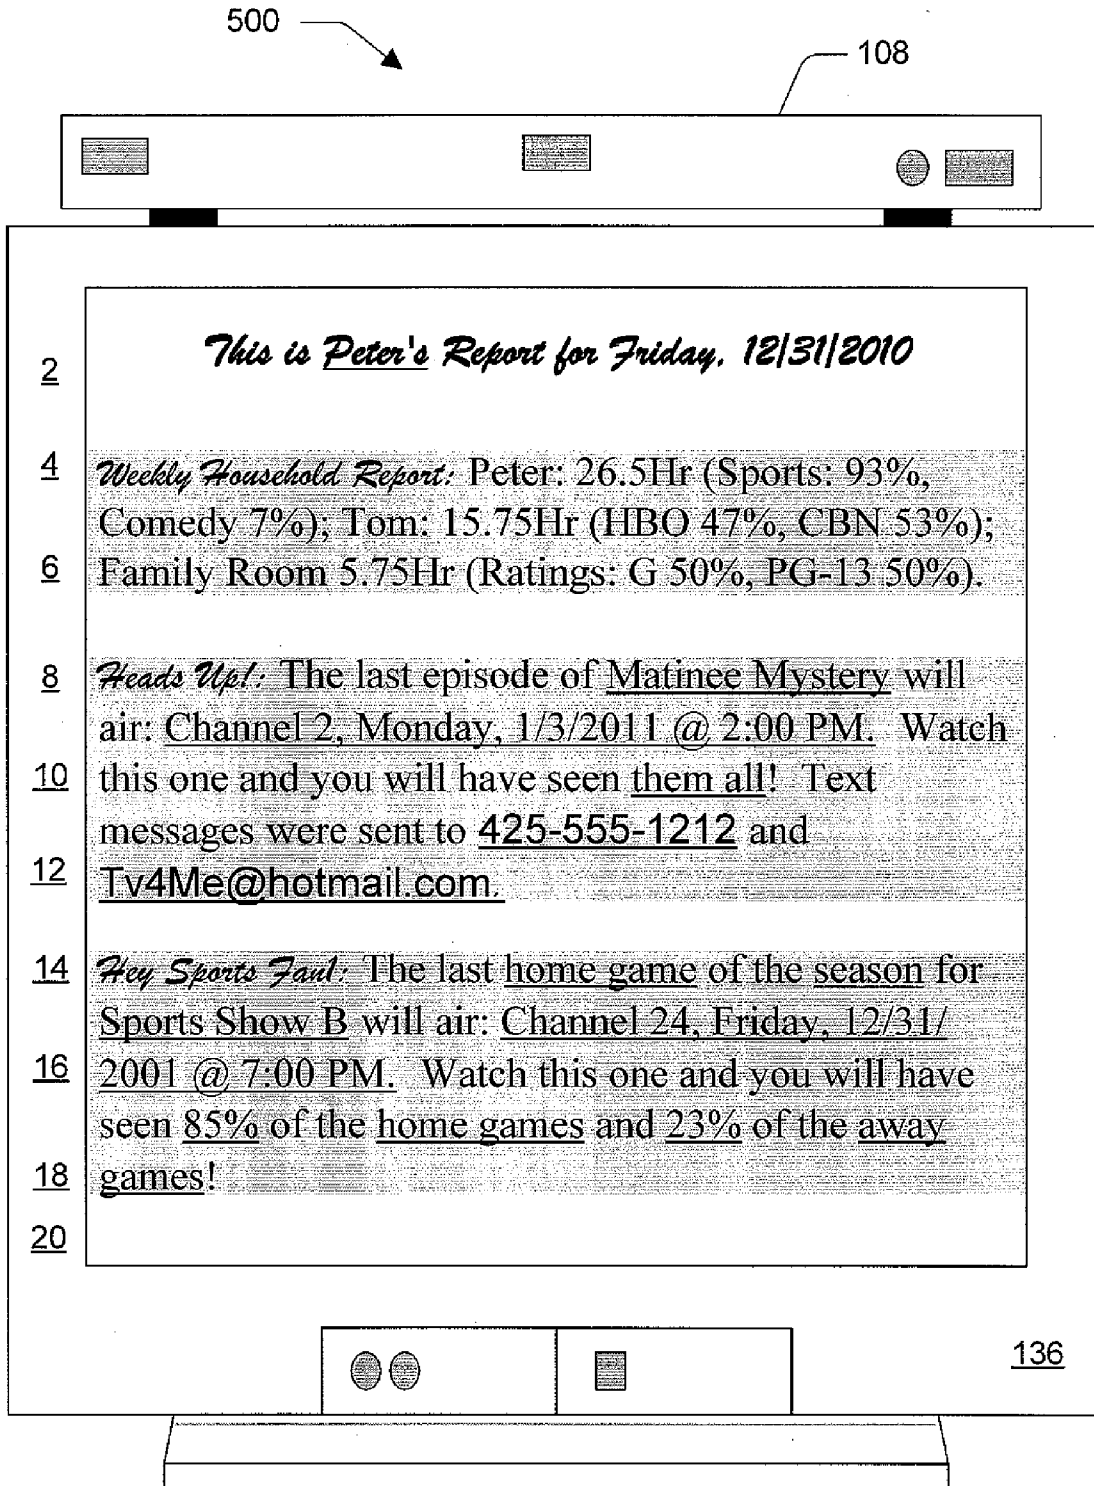 500
108
2 This is Peter's Report for Friday, 12/31/2010
4 Weekly Household Report: Peter: 26.5Hr (Sports: 93%,
Comedy 7%); Tom: 15.75Hr (HBO 47%, CBN 53%);
6 Family Room 5.75Hr (Ratings: G 50%, PG-13 50%).
8 Heads Up!: The last episode of Matinee Mystery will
air: Channel 2, Monday, 1/3/2011 @ 2:00 PM. Watch
10 this one and you will have seen them all! Text
messages were sent to 425-555-1212 and
12 Tv4Me@hotmail.com.
14 Hey Sports Fan!: The last home game of the season for
Sports Show B will air: Channel 24, Friday, 12/31/
16 2001 @ 7:00 PM. Watch this one and you will have
seen 85% of the home games and 23% of the away
18 games!
20
136